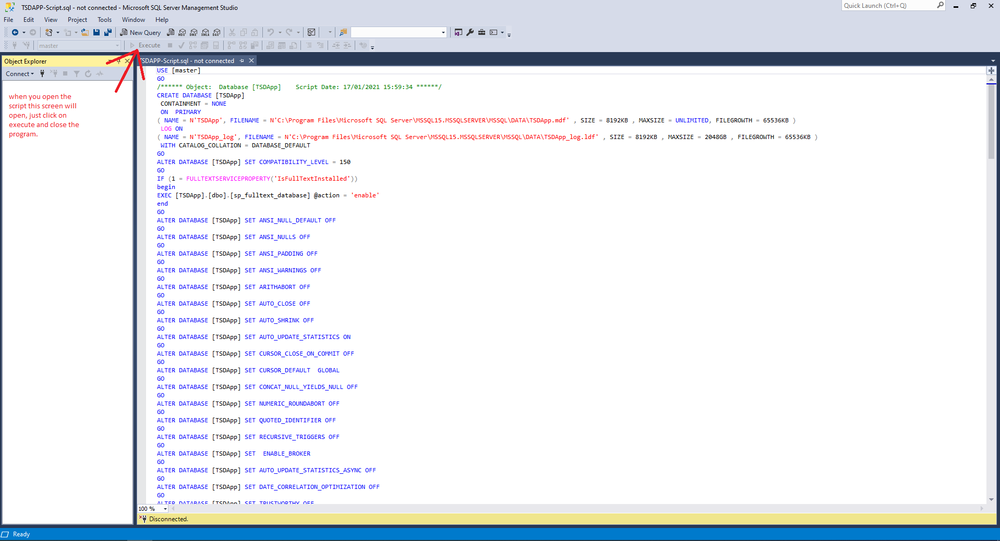 TSDAPP-Script.sql - not connected - Microsoft SQL Server Management Studio
Quick Launch (Ctrl+Q)
File Edit View Project Tools Window Help
New Query MDX DMX XMLA DAX
master Execute
Object Explorer
Connect
when you open the
script this screen will
open, just click on
execute and close the
program.
TSDAPP-Script.sql - not connected
USE [master]
GO
/****** Object:  Database [TSDApp]    Script Date: 17/01/2021 15:59:34 ******/
CREATE DATABASE [TSDApp]
CONTAINMENT = NONE
ON  PRIMARY
( NAME = N'TSDApp', FILENAME = N'C:\Program Files\Microsoft SQL Server\MSSQL15.MSSQLSERVER\MSSQL\DATA\TSDApp.mdf' , SIZE = 8192KB , MAXSIZE = UNLIMITED, FILEGROWTH = 65536KB )
LOG ON
( NAME = N'TSDApp_log', FILENAME = N'C:\Program Files\Microsoft SQL Server\MSSQL15.MSSQLSERVER\MSSQL\DATA\TSDApp_log.ldf' , SIZE = 8192KB , MAXSIZE = 2048GB , FILEGROWTH = 65536KB )
WITH CATALOG_COLLATION = DATABASE_DEFAULT
GO
ALTER DATABASE [TSDApp] SET COMPATIBILITY_LEVEL = 150
GO
IF (1 = FULLTEXTSERVICEPROPERTY('IsFullTextInstalled'))
begin
EXEC [TSDApp].[dbo].[sp_fulltext_database] @action = 'enable'
end
GO
ALTER DATABASE [TSDApp] SET ANSI_NULL_DEFAULT OFF
GO
ALTER DATABASE [TSDApp] SET ANSI_NULLS OFF
GO
ALTER DATABASE [TSDApp] SET ANSI_PADDING OFF
GO
ALTER DATABASE [TSDApp] SET ANSI_WARNINGS OFF
GO
ALTER DATABASE [TSDApp] SET ARITHABORT OFF
GO
ALTER DATABASE [TSDApp] SET AUTO_CLOSE OFF
GO
ALTER DATABASE [TSDApp] SET AUTO_SHRINK OFF
GO
ALTER DATABASE [TSDApp] SET AUTO_UPDATE_STATISTICS ON
GO
ALTER DATABASE [TSDApp] SET CURSOR_CLOSE_ON_COMMIT OFF
GO
ALTER DATABASE [TSDApp] SET CURSOR_DEFAULT  GLOBAL
GO
ALTER DATABASE [TSDApp] SET CONCAT_NULL_YIELDS_NULL OFF
GO
ALTER DATABASE [TSDApp] SET NUMERIC_ROUNDABORT OFF
GO
ALTER DATABASE [TSDApp] SET QUOTED_IDENTIFIER OFF
GO
ALTER DATABASE [TSDApp] SET RECURSIVE_TRIGGERS OFF
GO
ALTER DATABASE [TSDApp] SET  ENABLE_BROKER
GO
ALTER DATABASE [TSDApp] SET AUTO_UPDATE_STATISTICS_ASYNC OFF
GO
ALTER DATABASE [TSDApp] SET DATE_CORRELATION_OPTIMIZATION OFF
GO
ALTER DATABASE [TSDApp] SET TRUSTWORTHY OFF
100 %
Disconnected.
Ready